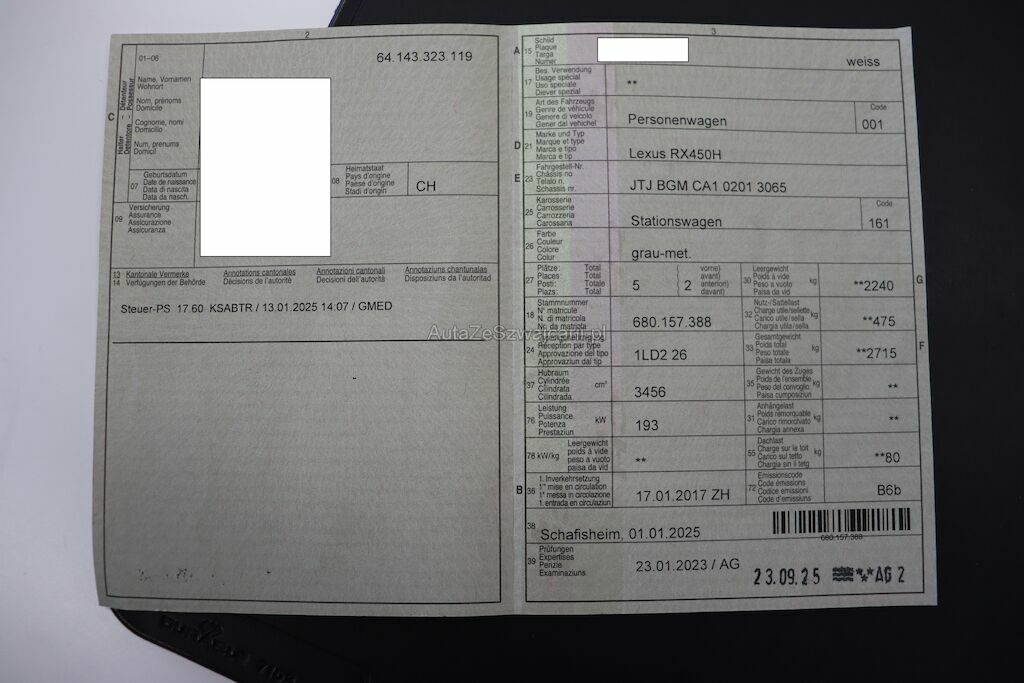 2
01–06
64.143.323.119
C
Halter - Détenteur
Detentore - Possessur
Name, Vornamen
Wohnort
Nom, prénoms
Domicile
Cognome, nomi
Domicilio
Num, prenums
Domicil
07
Geburtsdatum
Date de naissance
Data di nascita
Data da nasch.
08
Heimatstaat
Pays d'origine
Paese d'origine
Stadi d'origin
CH
09
Versicherung
Assurance
Assicurazione
Assicuranza
13 Kantonale Vermerke Annotations cantonales Annotazioni cantonali Annotaziuns chantunalas
14 Verfügungen der Behörde Décisions de l'autorité Decisioni dell'autorità Disposiziuns da l'autoritad
Steuer-PS 17.60 KSABTR / 13.01.2025 14:07 / GMED
3
A 15
Schild
Plaque
Targa
Numer
weiss
17
Bes. Verwendung
Usage spécial
Uso speciale
Diever spezial
**
19
Art des Fahrzeugs
Genre de véhicule
Genere di veicolo
Gener dal vehichel
Personenwagen
Code
001
D 21
Marke und Typ
Marque et type
Marca e tipo
Marca e tip
Lexus RX450H
E 23
Fahrgestell-Nr.
Châssis no
Telaio n.
Schassis nr.
JTJ BGM CA1 0201 3065
25
Karosserie
Carrosserie
Carrozzeria
Carossaria
Stationswagen
Code
161
26
Farbe
Couleur
Colore
Colur
grau-met.
27
Plätze: Total
Places: Total
Posti: Totale
Plazs: Total
5
vorne)
avant)
anteriori)
davant)
2
30
Leergewicht
Poids à vide
Peso a vuoto
Paisa da vid
kg
**2240
G
18
Stammnummer
N° matricule
N. di matricola
Nr. da matricla
680.157.388
32
Nutz-/Sattellast
Charge utile/sellette
Carico utile/sella
Chargia utila/sella
kg
**475
24
Réception par type
Approvazione del tipo
Approvaziun dal tip
1LD2 26
33
Gesamtgewicht
Poids total
Peso totale
Paisa totala
kg
**2715
F
37
Hubraum
Cylindrée
Cilindrata
Cilindrada
cm³
3456
35
Gewicht des Zuges
Poids de l'ensemble
Peso del convoglio
Paisa cumposiziun
kg
**
76
Leistung
Puissance
Potenza
Prestaziun
kW
193
31
Anhängelast
Poids remorquable
Carico rimorchiato
Chargia annexa
kg
**
78 kW/kg
Leergewicht
poids à vide
peso a vuoto
paisa da vid
**
55
Dachlast
Charge sur le toit
Carico sul tetto
Chargia sin il tetg
kg
**80
B 36
1. Inverkehrsetzung
1re mise en circulation
1a messa in circolazione
1. entrada en circulaziun
17.01.2017 ZH
72
Emissionscode
Code émissions
Codice emissioni
Code d'emissiuns
B6b
38
Schafisheim, 01.01.2025
680.157.388
39
Prüfungen
Expertises
Perizie
Examinaziuns
23.01.2023 / AG
23.09.25 AG 2
AutaZeSzwajcarii.pl